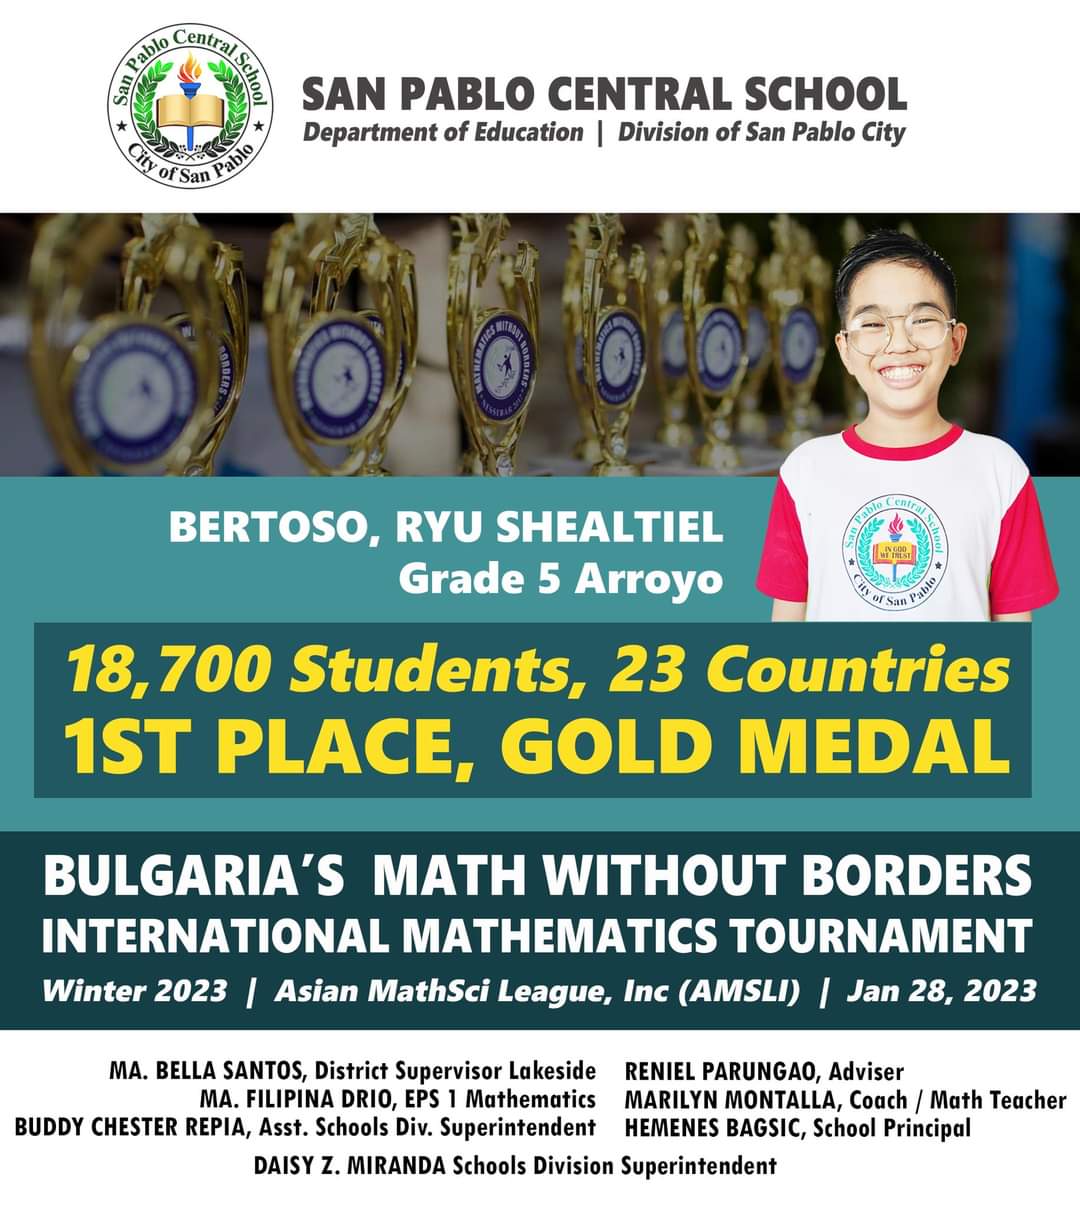 San Pablo Central School
City of San Pablo
SAN PABLO CENTRAL SCHOOL
Department of Education | Division of San Pablo City
MATHEMATICS WITHOUT BORDERS
BERTOSO, RYU SHEALTIEL
Grade 5 Arroyo
San Pablo Central School
IN GOD
WE TRUST
City of San Pablo
18,700 Students, 23 Countries
1ST PLACE, GOLD MEDAL
BULGARIA'S MATH WITHOUT BORDERS
INTERNATIONAL MATHEMATICS TOURNAMENT
Winter 2023 | Asian MathSci League, Inc (AMSLI) | Jan 28, 2023
MA. BELLA SANTOS, District Supervisor Lakeside
MA. FILIPINA DRIO, EPS 1 Mathematics
BUDDY CHESTER REPIA, Asst. Schools Div. Superintendent
RENIEL PARUNGAO, Adviser
MARILYN MONTALLA, Coach / Math Teacher
HEMENES BAGSIC, School Principal
DAISY Z. MIRANDA Schools Division Superintendent